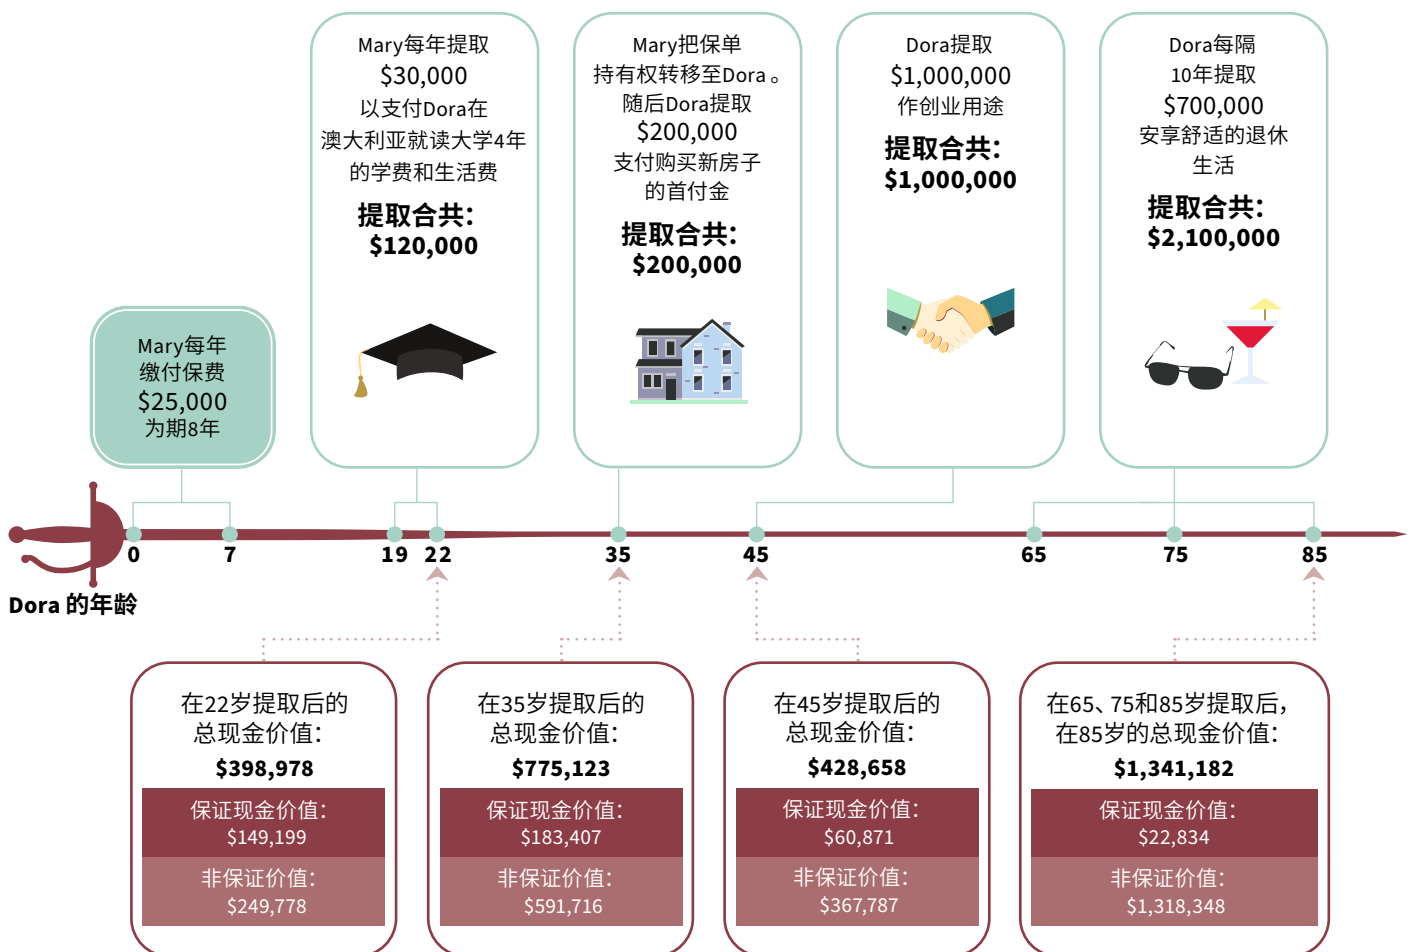 Mary每年提取
$30,000
以支付Dora在
澳大利亚就读大学4年
的学费和生活费
提取合共：
$120,000
Mary把保单
持有权转移至Dora。
随后Dora提取
$200,000
支付购买新房子
的首付金
提取合共：
$200,000
Dora提取
$1,000,000
作创业用途
提取合共：
$1,000,000
Dora每隔
10年提取
$700,000
安享舒适的退休
生活
提取合共：
$2,100,000
Mary每年
缴付保费
$25,000
为期8年
0 7 19 22 35 45 65 75 85
Dora 的年龄
在22岁提取后的
总现金价值：
$398,978
保证现金价值：
$149,199
非保证价值：
$249,778
在35岁提取后的
总现金价值：
$775,123
保证现金价值：
$183,407
非保证价值：
$591,716
在45岁提取后的
总现金价值：
$428,658
保证现金价值：
$60,871
非保证价值：
$367,787
在65、75和85岁提取后，
在85岁的总现金价值：
$1,341,182
保证现金价值：
$22,834
非保证价值：
$1,318,348